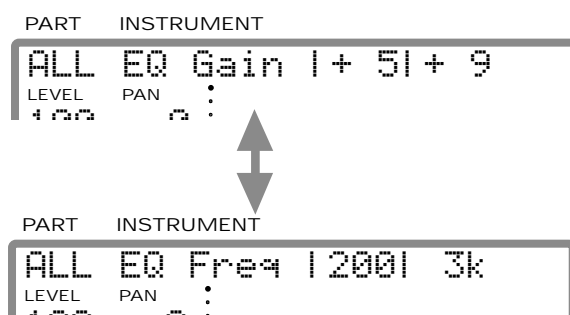 PART INSTRUMENT
ALL EQ Gain |+ 5|+ 9
LEVEL PAN
PART INSTRUMENT
ALL EQ Freq |200| 3k
LEVEL PAN